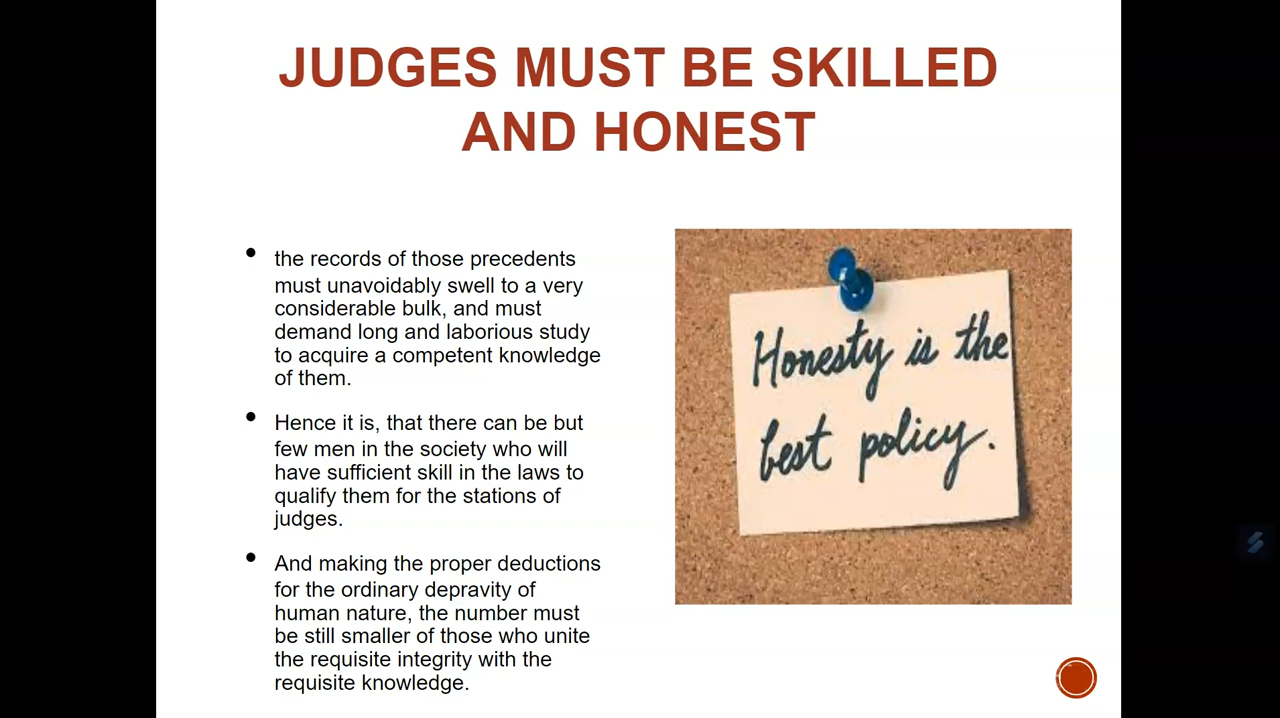 JUDGES MUST BE SKILLED
AND HONEST
• the records of those precedents
must unavoidably swell to a very
considerable bulk, and must
demand long and laborious study
to acquire a competent knowledge
of them.
• Hence it is, that there can be but
few men in the society who will
have sufficient skill in the laws to
qualify them for the stations of
judges.
• And making the proper deductions
for the ordinary depravity of
human nature, the number must
be still smaller of those who unite
the requisite integrity with the
requisite knowledge.
Honesty is the
best policy.